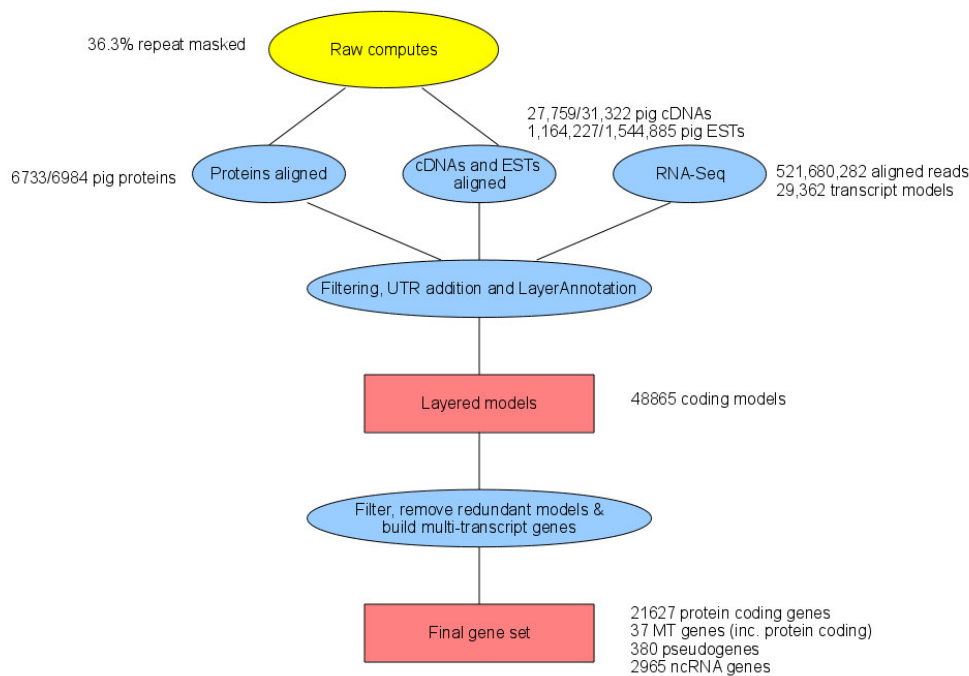 36.3% repeat masked
Raw computes
27,759/31,322 pig cDNAs
1,164,227/1,544,885 pig ESTs
6733/6984 pig proteins
Proteins aligned
cDNAs and ESTs
aligned
RNA-Seq
521,680,282 aligned reads
29,362 transcript models
Filtering, UTR addition and LayerAnnotation
Layered models
48865 coding models
Filter, remove redundant models &
build multi-transcript genes
Final gene set
21627 protein coding genes
37 MT genes (inc. protein coding)
380 pseudogenes
2965 ncRNA genes